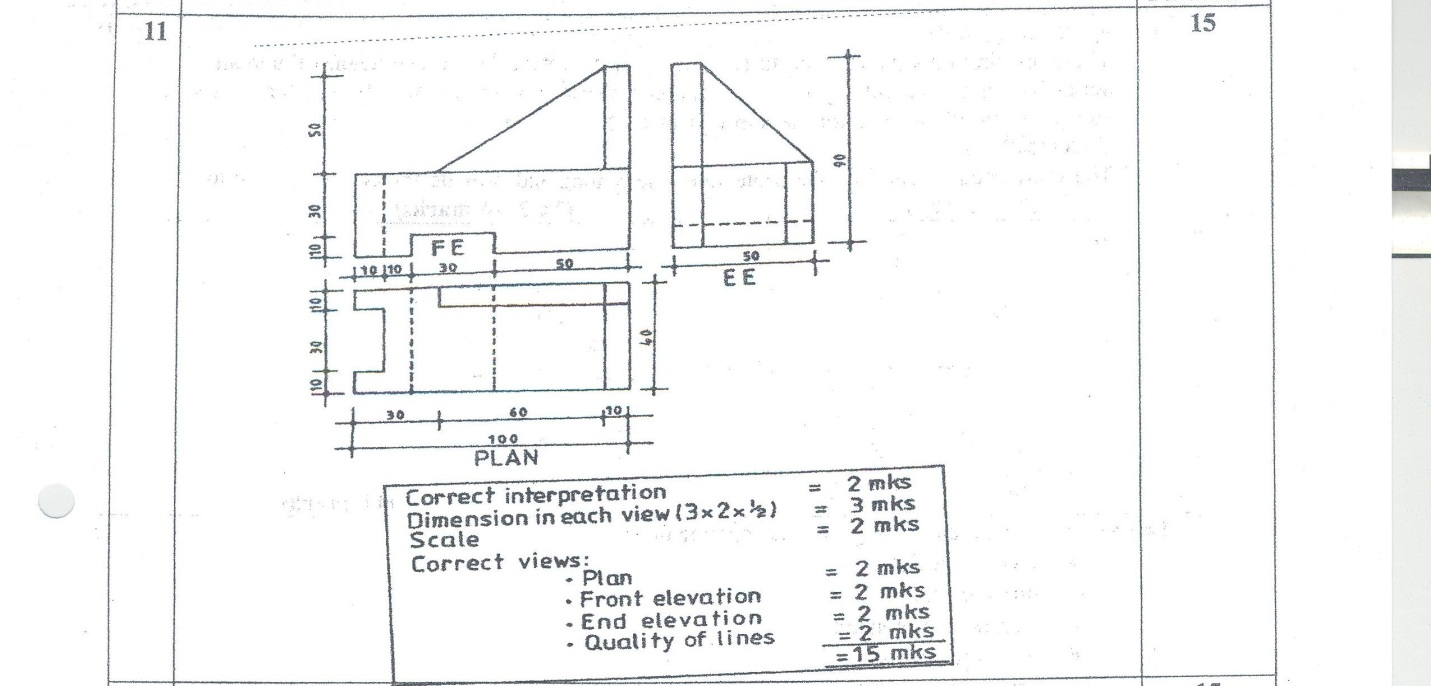 11
15
50
30
10
FE
10 10 30 50
90
50
EE
10
30
10
40
30 60 10
100
PLAN
Correct interpretation = 2 mks
Dimension in each view (3×2×½) = 3 mks
Scale = 2 mks
Correct views:
• Plan = 2 mks
• Front elevation = 2 mks
• End elevation = 2 mks
• Quality of lines = 2 mks
= 15 mks